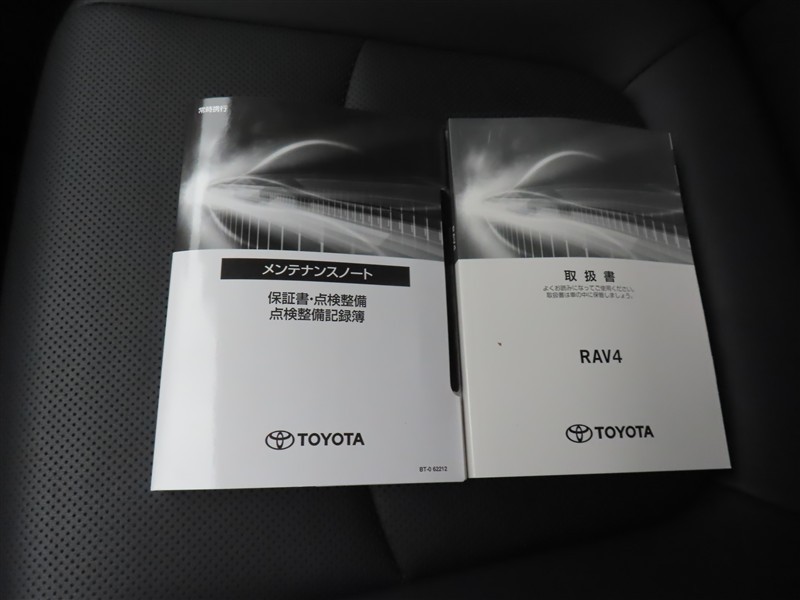 常時携行
メンテナンスノート
保証書・点検整備
点検整備記録簿
TOYOTA
BT-0 62212
取扱書
よくお読みになってご使用ください。
取扱書は車の中に保管しましょう。
RAV4
TOYOTA